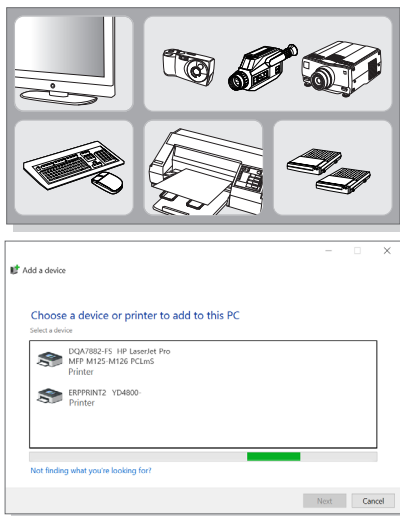 Add a device
Choose a device or printer to add to this PC
Select a device
DQA7882-F5 HP LaserJet Pro
MFP M125-M126 PCLmS
Printer
ERPPRINT2 YD4800-
Printer
Not finding what you're looking for?
Next
Cancel